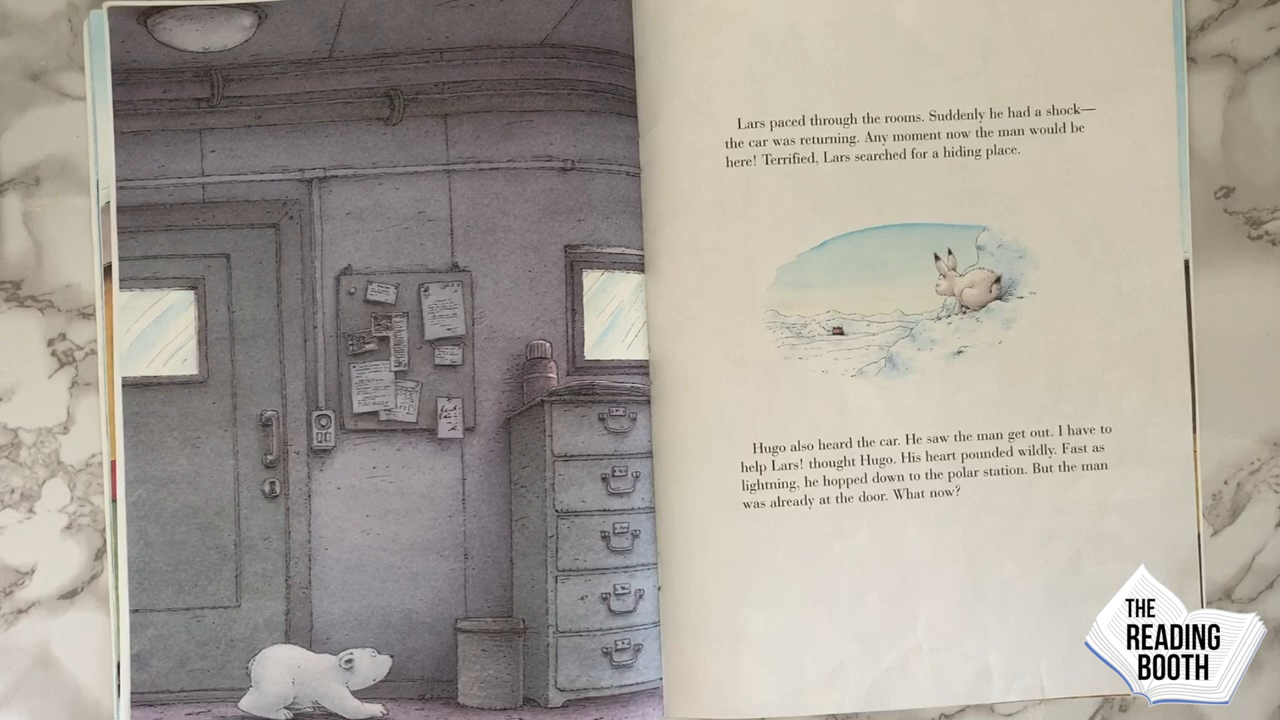 Lars paced through the rooms. Suddenly he had a shock—
the car was returning. Any moment now the man would be
here! Terrified, Lars searched for a hiding place.
Hugo also heard the car. He saw the man get out. I have to
help Lars! thought Hugo. His heart pounded wildly. Fast as
lightning, he hopped down to the polar station. But the man
was already at the door. What now?
THE
READING
BOOTH